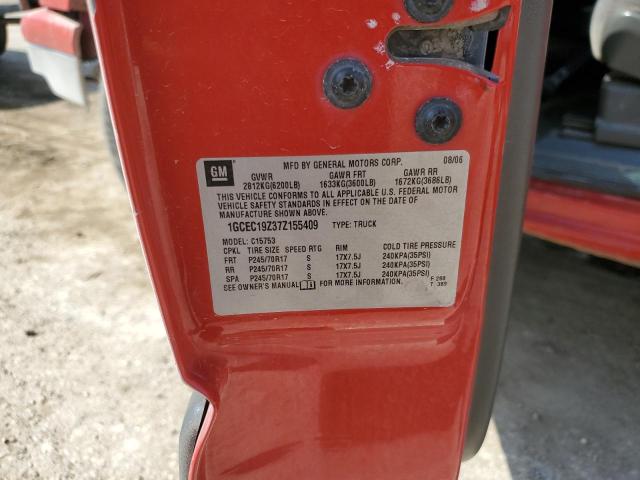 GM MFD BY GENERAL MOTORS CORP. 08/06
GVWR GAWR FRT GAWR RR
2812KG(6200LB) 1633KG(3600LB) 1672KG(3686LB)
THIS VEHICLE CONFORMS TO ALL APPLICABLE U.S. FEDERAL MOTOR
VEHICLE SAFETY STANDARDS IN EFFECT ON THE DATE OF
MANUFACTURE SHOWN ABOVE.
1GCEC19Z37Z155409 TYPE: TRUCK
MODEL: C15753
CPKL TIRE SIZE SPEED RTG RIM COLD TIRE PRESSURE
FRT P245/70R17 S 17X7.5J 240KPA(35PSI)
RR P245/70R17 S 17X7.5J 240KPA(35PSI)
SPA P245/70R17 S 17X7.5J 240KPA(35PSI)
SEE OWNER'S MANUAL FOR MORE INFORMATION. F 260
T 389